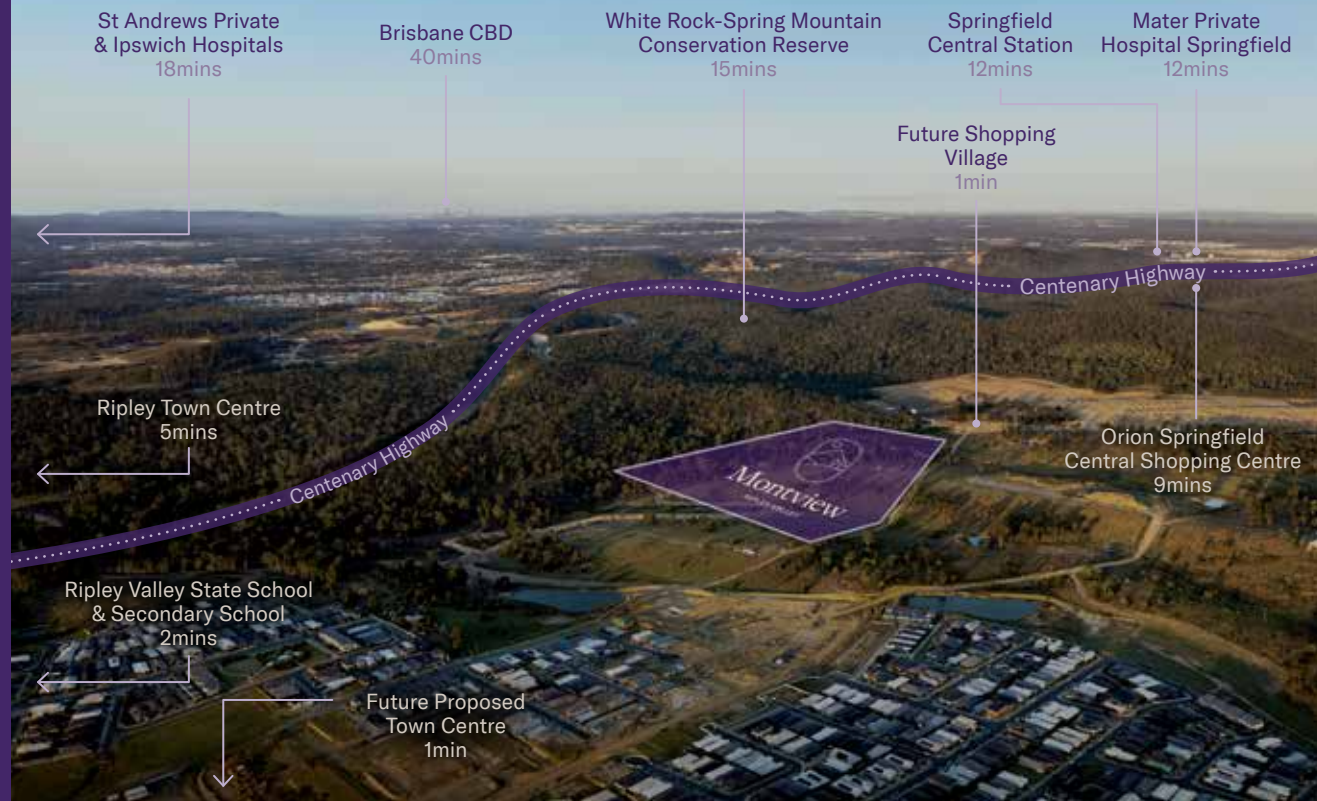 St Andrews Private
& Ipswich Hospitals
18mins
Brisbane CBD
40mins
White Rock-Spring Mountain
Conservation Reserve
15mins
Springfield
Central Station
12mins
Mater Private
Hospital Springfield
12mins
Future Shopping
Village
1min
Centenary Highway
Ripley Town Centre
5mins
Centenary Highway
Montview
Orion Springfield
Central Shopping Centre
9mins
Ripley Valley State School
& Secondary School
2mins
Future Proposed
Town Centre
1min